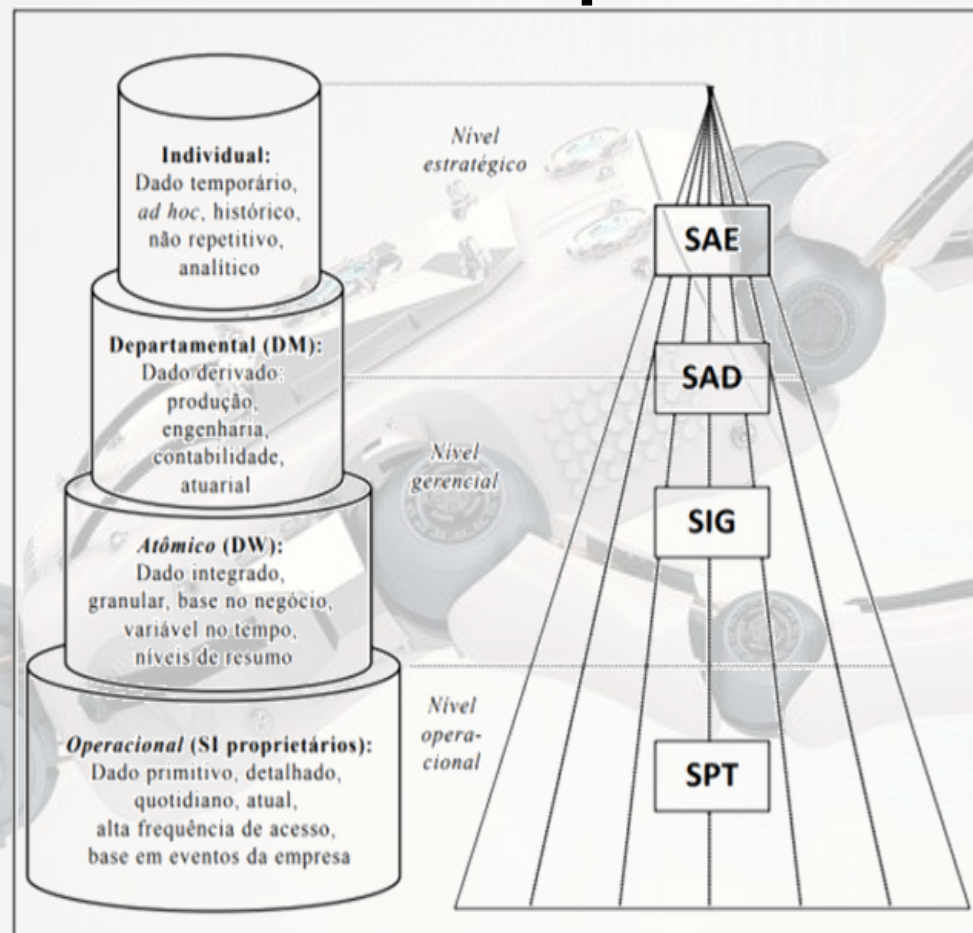 Individual:
Dado temporário,
ad hoc, histórico,
não repetitivo,
analítico
Departamental (DM):
Dado derivado:
produção,
engenharia,
contabilidade,
atuarial
Atômico (DW):
Dado integrado,
granular, base no negócio,
variável no tempo,
níveis de resumo
Operacional (SI proprietários):
Dado primitivo, detalhado,
quotidiano, atual,
alta frequência de acesso,
base em eventos da empresa
Nível
estratégico
Nível
gerencial
Nível
opera-
cional
SAE
SAD
SIG
SPT